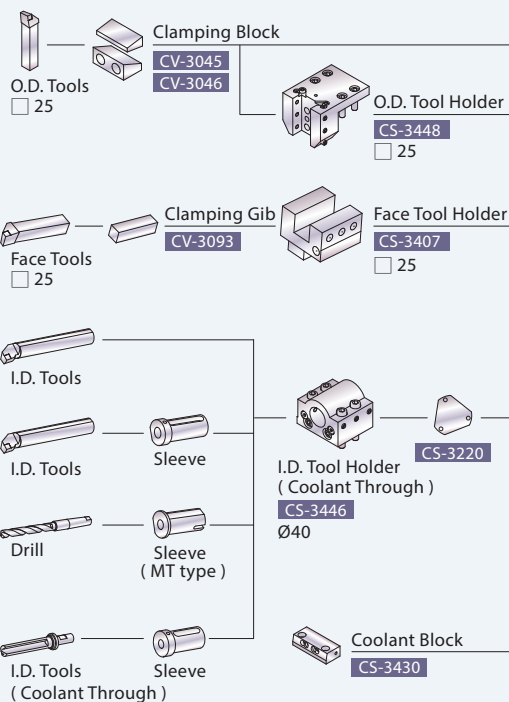 Clamping Block
CV-3045
CV-3046
O.D. Tools
□ 25
O.D. Tool Holder
CS-3448
□ 25
Clamping Gib
CV-3093
Face Tool Holder
CS-3407
□ 25
Face Tools
□ 25
I.D. Tools
I.D. Tools
Sleeve
I.D. Tool Holder
( Coolant Through )
CS-3446
Ø40
CS-3220
Drill
Sleeve
( MT type )
I.D. Tools
( Coolant Through )
Sleeve
Coolant Block
CS-3430